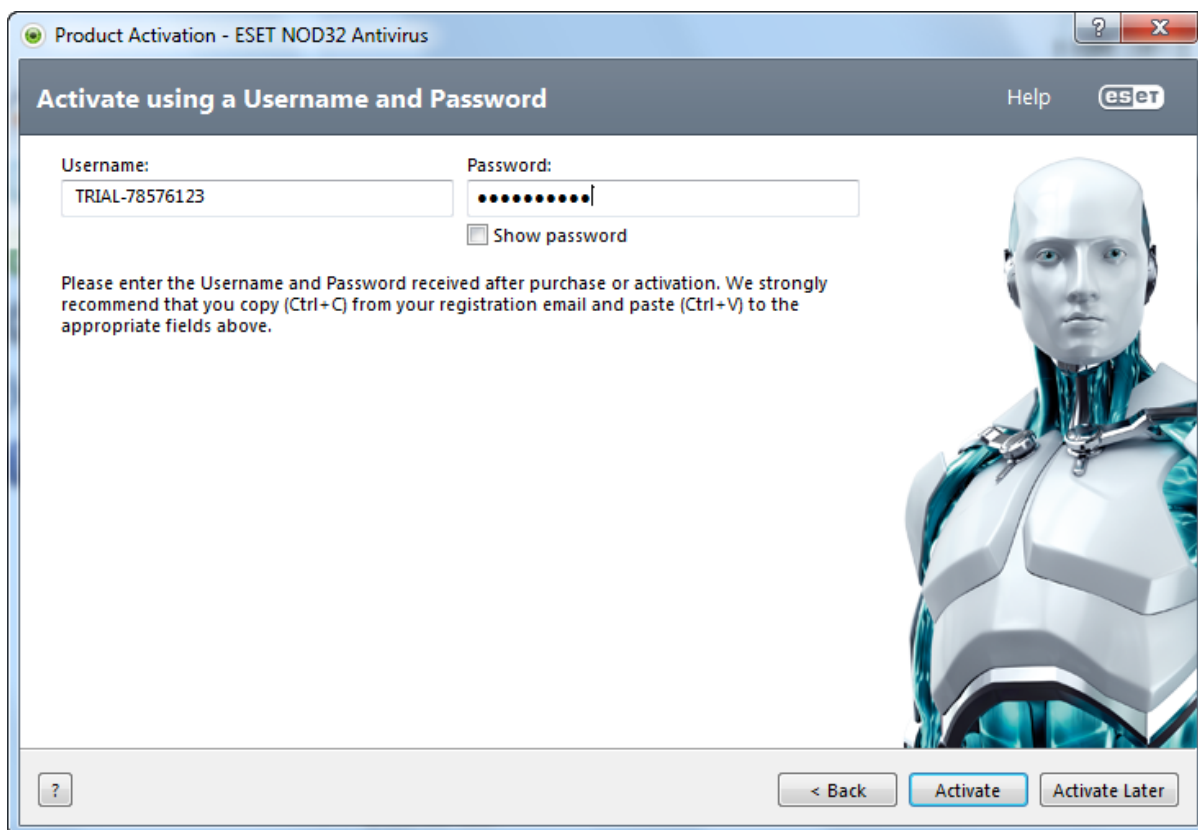 Product Activation - ESET NOD32 Antivirus
?
X
Activate using a Username and Password
Help
eset
Username:
Password:
TRIAL-78576123
••••••••••
Show password
Please enter the Username and Password received after purchase or activation. We strongly
recommend that you copy (Ctrl+C) from your registration email and paste (Ctrl+V) to the
appropriate fields above.
?
< Back
Activate
Activate Later